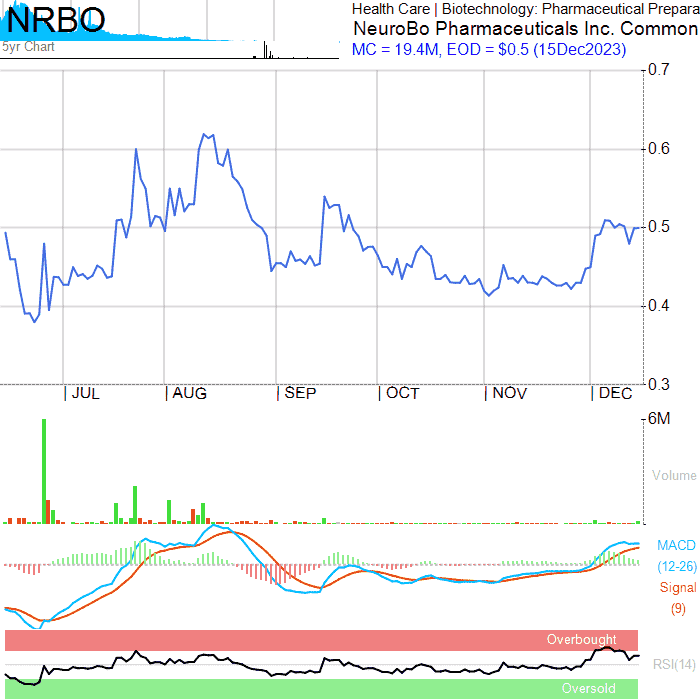 NRBO
Health Care | Biotechnology: Pharmaceutical Prepara
NeuroBo Pharmaceuticals Inc. Common
5yr Chart
MC = 19.4M, EOD = $0.5 (15Dec2023)
0.7
0.6
0.5
0.4
0.3
| JUL | AUG | SEP | OCT | NOV | DEC
6M
Volume
MACD
(12-26)
Signal
(9)
Overbought
RSI(14)
Oversold